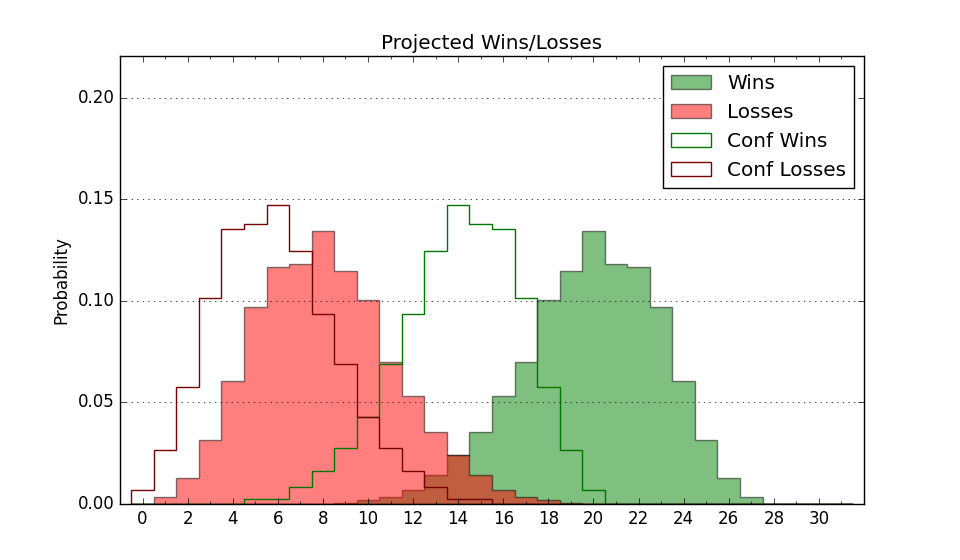 Projected Wins/Losses
Wins
Losses
Conf Wins
Conf Losses
Probability
0.20
0.15
0.10
0.05
0.00
0 2 4 6 8 10 12 14 16 18 20 22 24 26 28 30